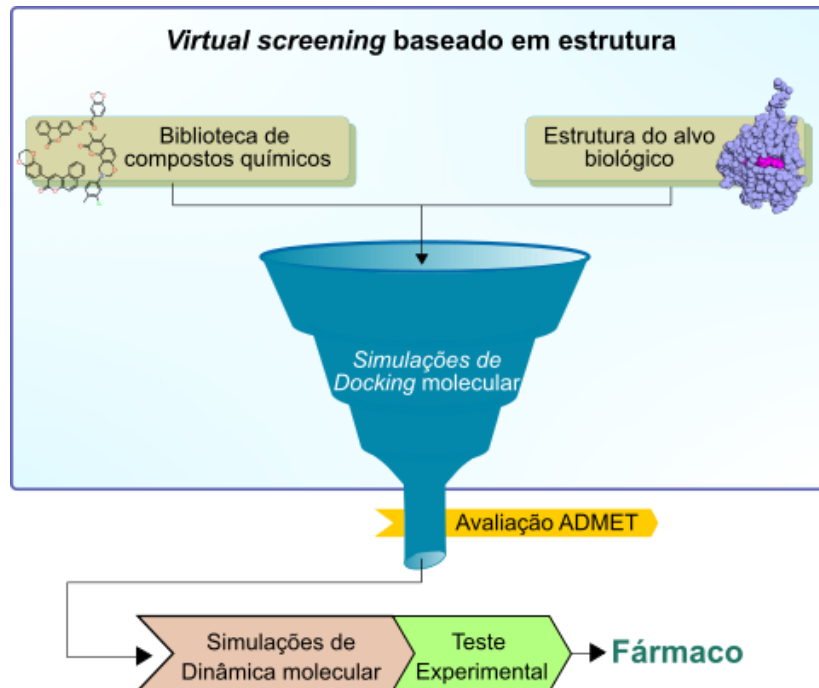 Virtual screening baseado em estrutura
Biblioteca de
compostos químicos
Estrutura do alvo
biológico
Simulações de
Docking molecular
Avaliação ADMET
Simulações de
Dinâmica molecular
Teste
Experimental
Fármaco